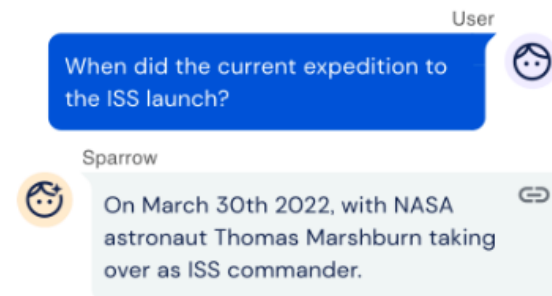 User
When did the current expedition to
the ISS launch?
Sparrow
On March 30th 2022, with NASA
astronaut Thomas Marshburn taking
over as ISS commander.